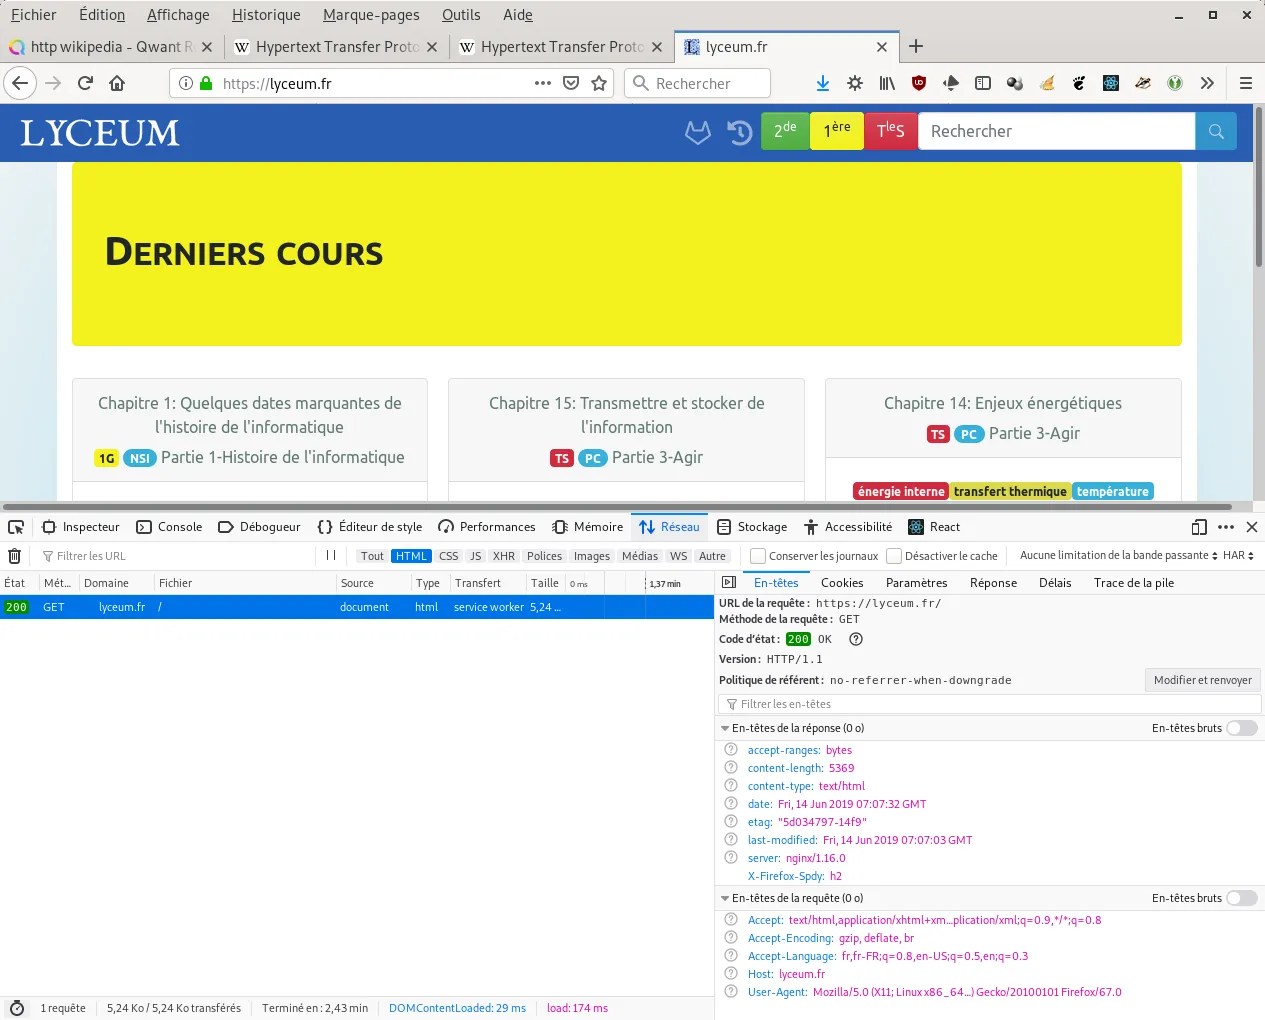 Fichier Édition Affichage Historique Marque-pages Outils Aide
http wikipedia - Qwant R Hypertext Transfer Proto Hypertext Transfer Proto lyceum.fr
https://lyceum.fr Rechercher
LYCEUM 2de 1ère TleS Rechercher
Derniers cours
Chapitre 1: Quelques dates marquantes de
l'histoire de l'informatique
1G NSI Partie 1-Histoire de l'informatique
Chapitre 15: Transmettre et stocker de
l'information
TS PC Partie 3-Agir
Chapitre 14: Enjeux énergétiques
TS PC Partie 3-Agir
énergie interne transfert thermique température
Inspecteur Console Débogueur Éditeur de style Performances Mémoire Réseau Stockage Accessibilité React
Filtrer les URL Tout HTML CSS JS XHR Polices Images Médias WS Autre Conserver les journaux Désactiver le cache Aucune limitation de la bande passante HAR
État Mét... Domaine Fichier Source Type Transfert Taille 0 ms 1,37 min
200 GET lyceum.fr / document html service worker 5,24 ...
En-têtes Cookies Paramètres Réponse Délais Trace de la pile
URL de la requête : https://lyceum.fr/
Méthode de la requête : GET
Code d'état : 200 OK
Version : HTTP/1.1
Politique de référent : no-referrer-when-downgrade Modifier et renvoyer
Filtrer les en-têtes
En-têtes de la réponse (0 o) En-têtes bruts
accept-ranges: bytes
content-length: 5369
content-type: text/html
date: Fri, 14 Jun 2019 07:07:32 GMT
etag: "5d034797-14f9"
last-modified: Fri, 14 Jun 2019 07:07:03 GMT
server: nginx/1.16.0
X-Firefox-Spdy: h2
En-têtes de la requête (0 o) En-têtes bruts
Accept: text/html,application/xhtml+xm...plication/xml;q=0.9,*/*;q=0.8
Accept-Encoding: gzip, deflate, br
Accept-Language: fr,fr-FR;q=0.8,en-US;q=0.5,en;q=0.3
Host: lyceum.fr
User-Agent: Mozilla/5.0 (X11; Linux x86_64...) Gecko/20100101 Firefox/67.0
1 requête 5,24 Ko / 5,24 Ko transférés Terminé en : 2,43 min DOMContentLoaded: 29 ms load: 174 ms